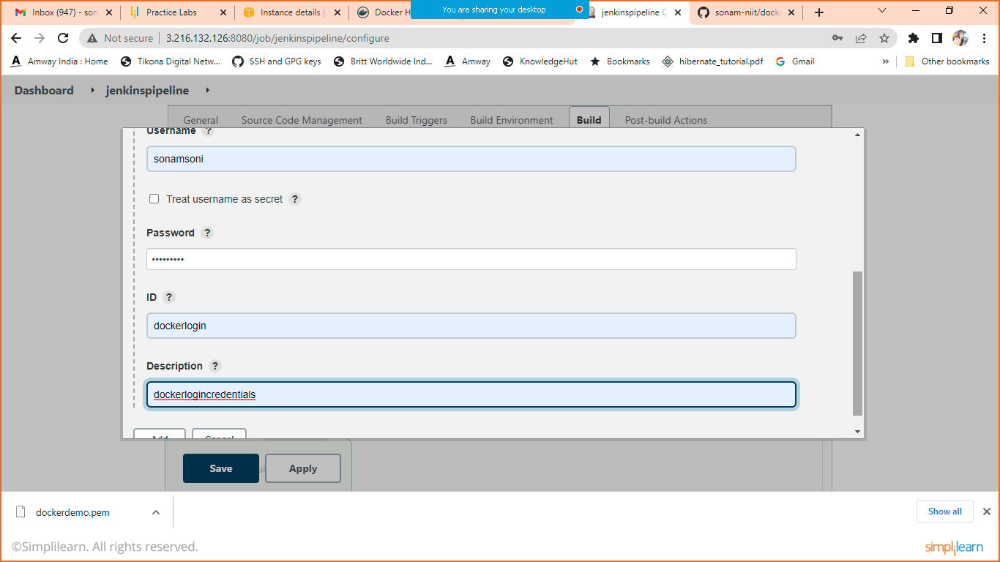 Inbox (947) - son
Practice Labs
Instance details |
Docker H
You are sharing your desktop
jenkinspipeline C
sonam-niit/docke
Not secure
3.216.132.126:8080/job/jenkinspipeline/configure
Amway India : Home
Tikona Digital Netw...
SSH and GPG keys
Britt Worldwide Ind...
Amway
KnowledgeHut
Bookmarks
hibernate_tutorial.pdf
Gmail
»
Other bookmarks
Dashboard
jenkinspipeline
General
Source Code Management
Build Triggers
Build Environment
Build
Post-build Actions
Username ?
sonamsoni
Treat username as secret ?
Password ?
•••••••••
ID ?
dockerlogin
Description ?
dockerlogincredentials
Add
Cancel
Save
Apply
dockerdemo.pem
Show all
©Simplilearn. All rights reserved.
simplilearn